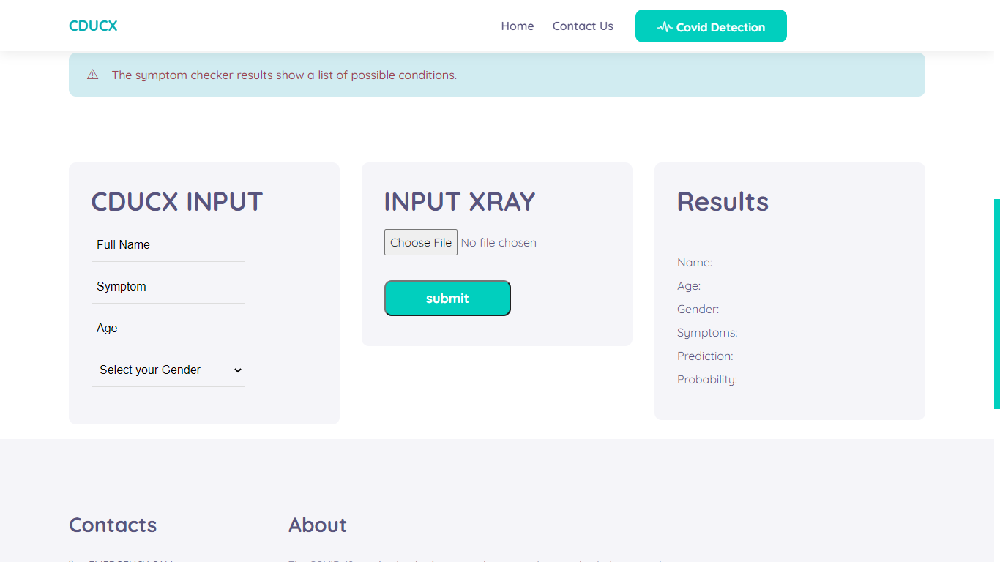 CDUCX
Home
Contact Us
Covid Detection
The symptom checker results show a list of possible conditions.
CDUCX INPUT
Full Name
Symptom
Age
Select your Gender
INPUT XRAY
Choose File No file chosen
submit
Results
Name:
Age:
Gender:
Symptoms:
Prediction:
Probability:
Contacts
About